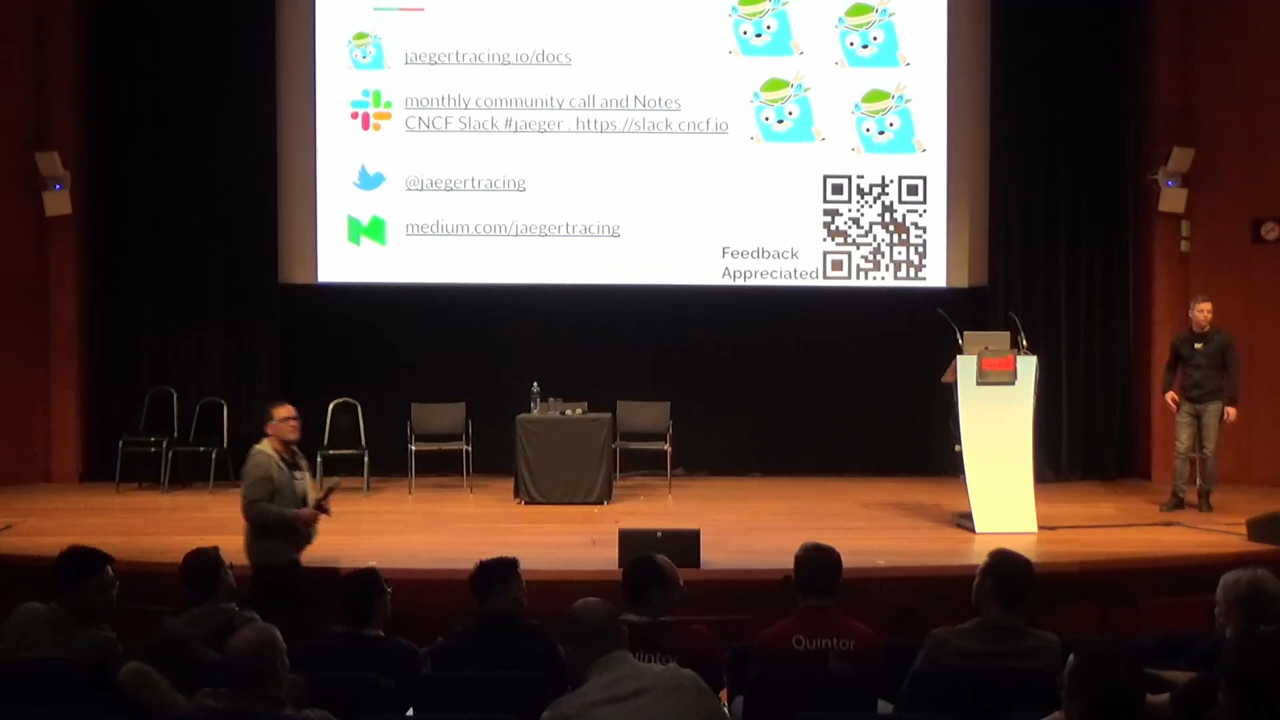 jaegertracing.io/docs
monthly community call and Notes
CNCF Slack #jaeger . https://slack.cncf.io
@jaegertracing
medium.com/jaegertracing
Feedback
Appreciated
Quintor